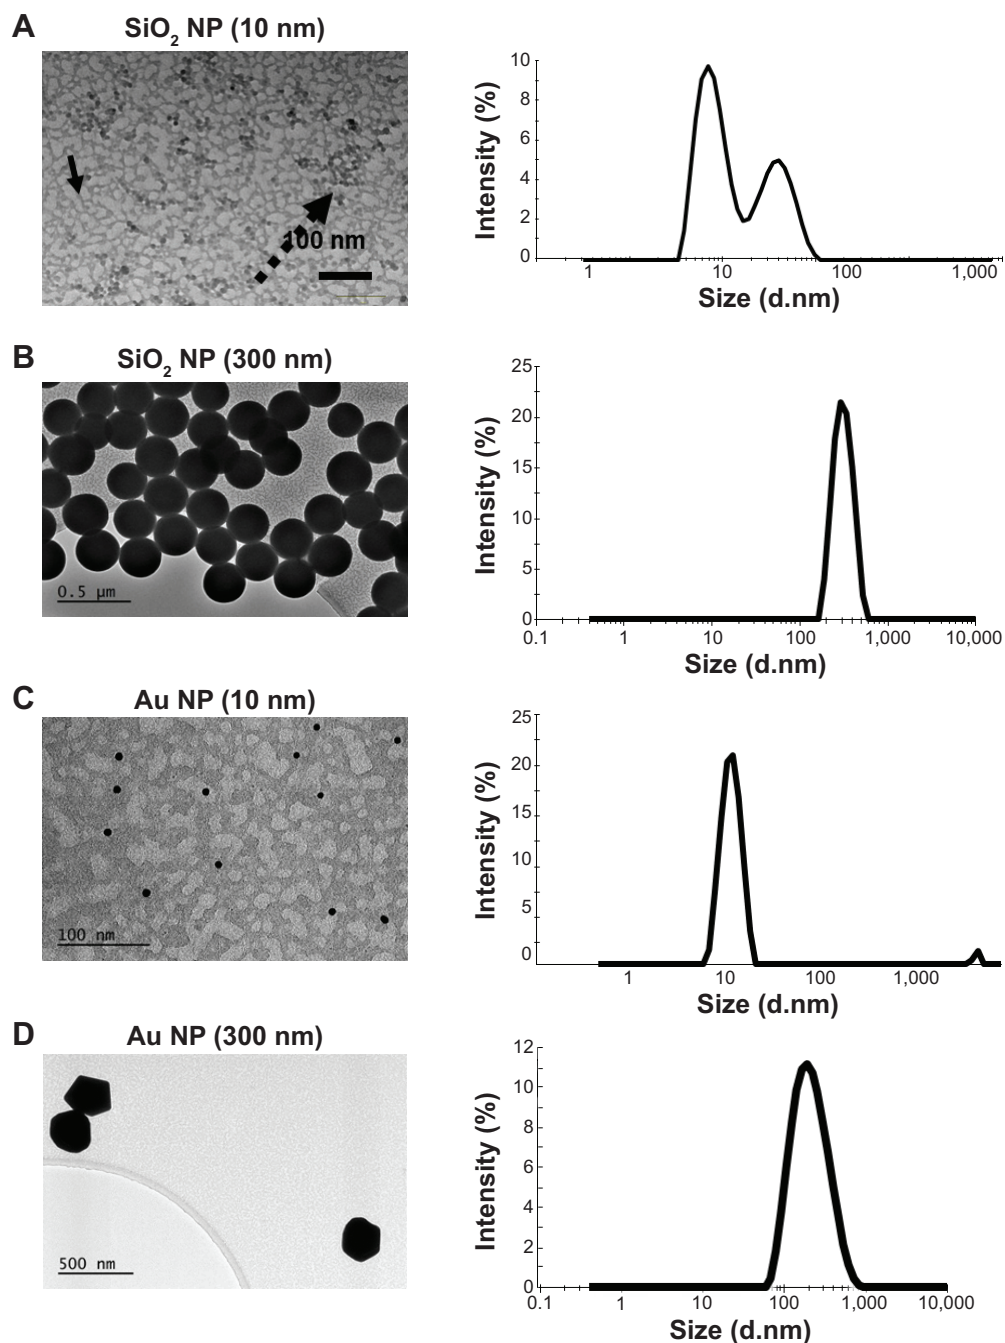 A
SiO₂ NP (10 nm)
100 nm
Intensity (%)
10
8
6
4
2
0
1 10 100 1,000
Size (d.nm)
B
SiO₂ NP (300 nm)
0.5 µm
Intensity (%)
25
20
15
10
5
0
0.1 1 10 100 1,000 10,000
Size (d.nm)
C
Au NP (10 nm)
100 nm
Intensity (%)
25
20
15
10
5
0
1 10 100 1,000
Size (d.nm)
D
Au NP (300 nm)
500 nm
Intensity (%)
12
10
8
6
4
2
0
0.1 1 10 100 1,000 10,000
Size (d.nm)